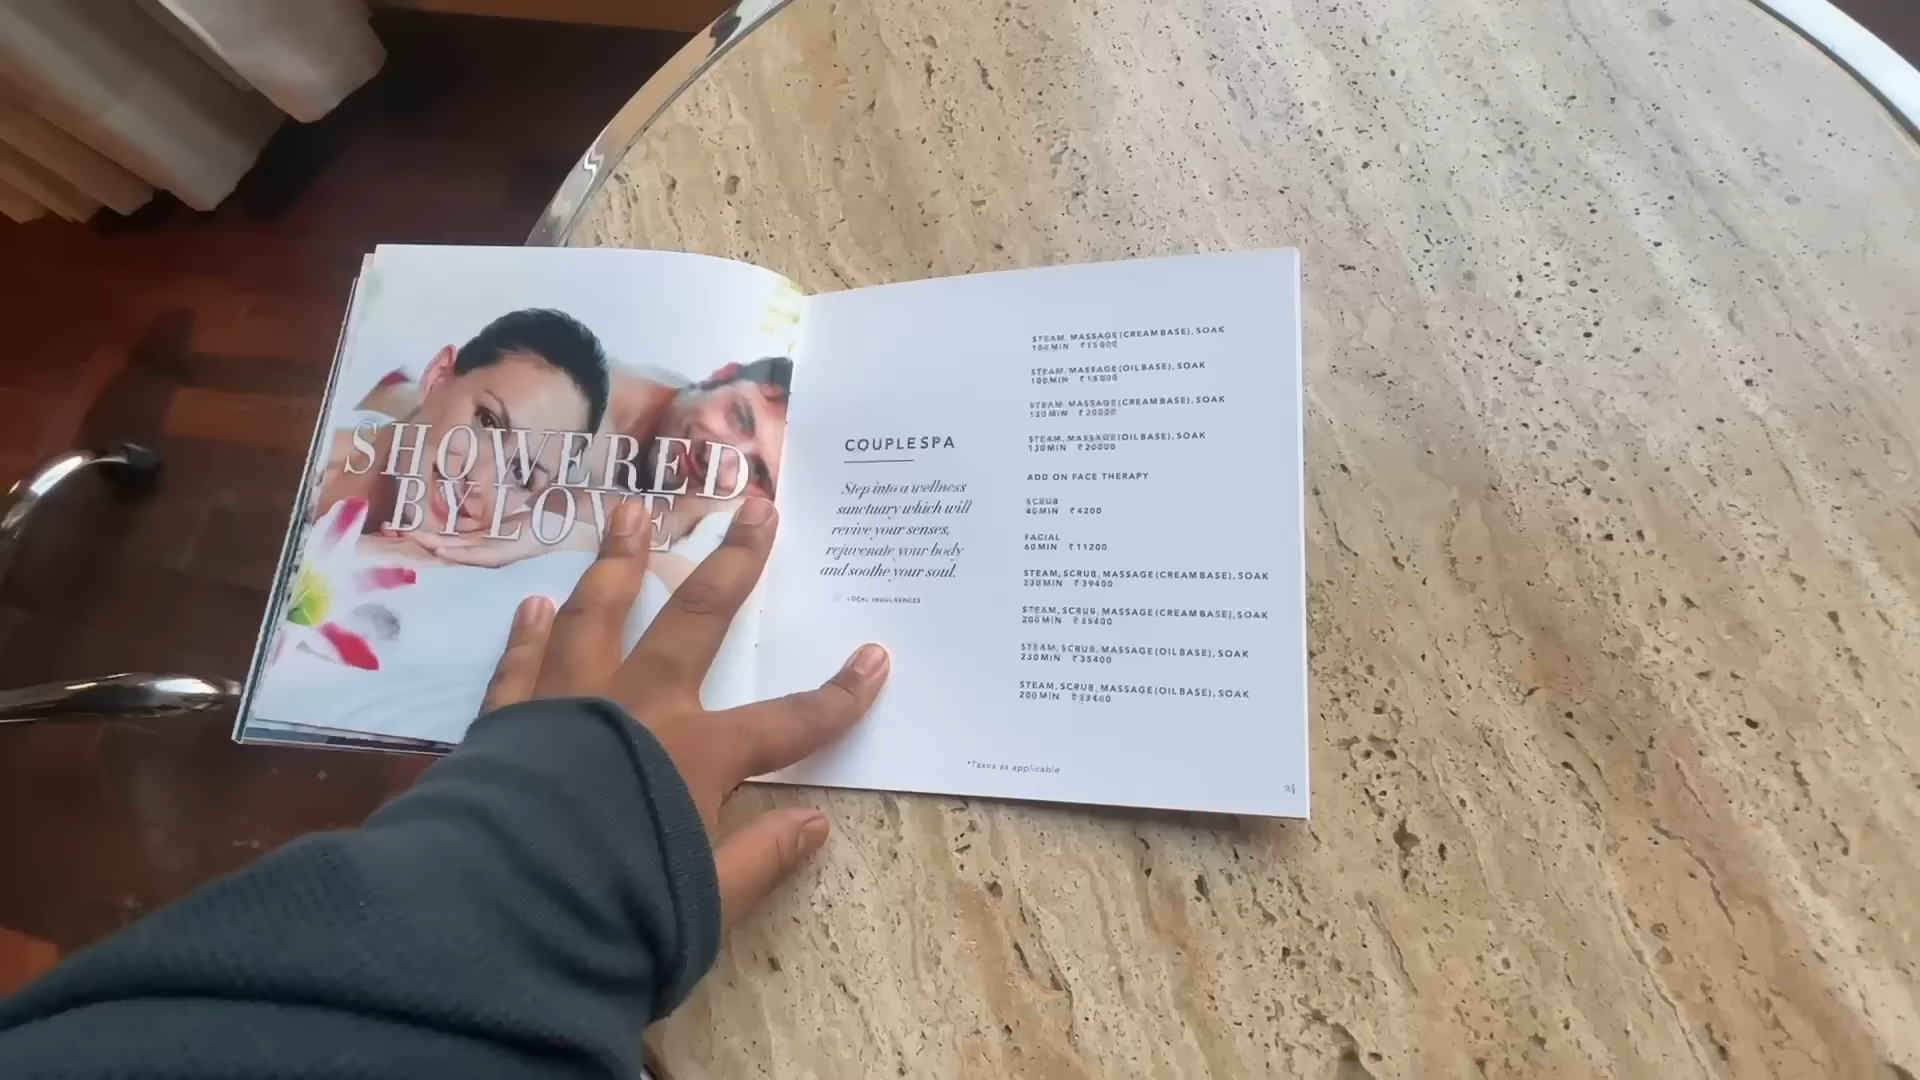 SHOWERED
BY LOVE
COUPLE SPA
Step into a wellness
sanctuary which will
revive your senses,
rejuvenate your body
and soothe your soul.
LOCAL INDULGENCES
STEAM, MASSAGE (CREAM BASE), SOAK
100 MIN
STEAM, MASSAGE (OIL BASE), SOAK
100 MIN
STEAM, MASSAGE (CREAM BASE), SOAK
130 MIN ₹20000
STEAM, MASSAGE (OIL BASE), SOAK
130 MIN ₹20000
ADD ON FACE THERAPY
SCRUB
40 MIN ₹4200
FACIAL
60 MIN ₹11200
STEAM, SCRUB, MASSAGE (CREAM BASE), SOAK
230 MIN ₹39400
STEAM, SCRUB, MASSAGE (CREAM BASE), SOAK
200 MIN ₹35400
STEAM, SCRUB, MASSAGE (OIL BASE), SOAK
230 MIN ₹35400
STEAM, SCRUB, MASSAGE (OIL BASE), SOAK
200 MIN
*Taxes as applicable
24